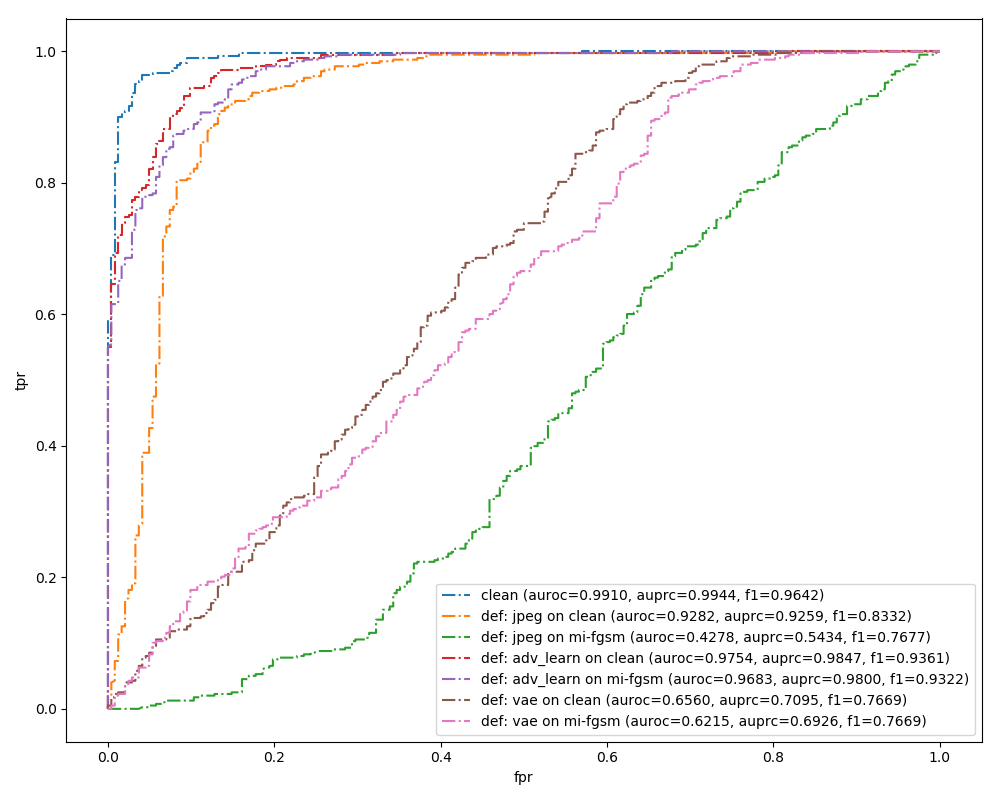 1.0
0.8
0.6
0.4
0.2
0.0
tpr
clean (auroc=0.9910, auprc=0.9944, f1=0.9642)
def: jpeg on clean (auroc=0.9282, auprc=0.9259, f1=0.8332)
def: jpeg on mi-fgsm (auroc=0.4278, auprc=0.5434, f1=0.7677)
def: adv_learn on clean (auroc=0.9754, auprc=0.9847, f1=0.9361)
def: adv_learn on mi-fgsm (auroc=0.9683, auprc=0.9800, f1=0.9322)
def: vae on clean (auroc=0.6560, auprc=0.7095, f1=0.7669)
def: vae on mi-fgsm (auroc=0.6215, auprc=0.6926, f1=0.7669)
0.0 0.2 0.4 0.6 0.8 1.0
fpr